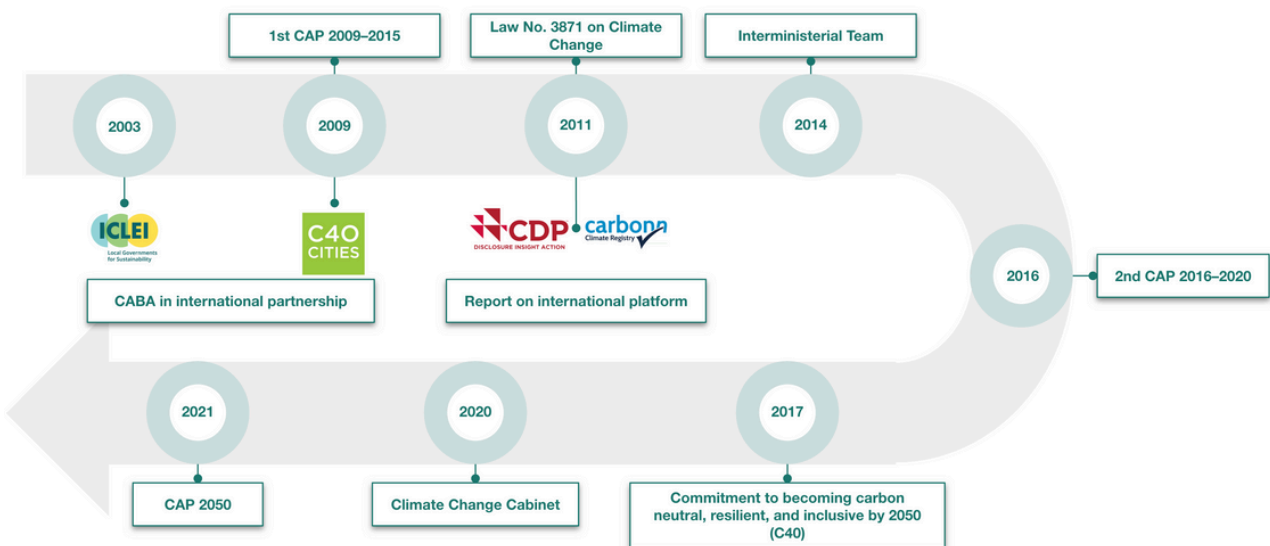 1st CAP 2009–2015
Law No. 3871 on Climate
Change
Interministerial Team
2003
2009
2011
2014
ICLEI
Local Governments
for Sustainability
C40
CITIES
CDP
DISCLOSURE INSIGHT ACTION
carbonn
Climate Registry
CABA in international partnership
Report on international platform
2016
2nd CAP 2016–2020
2021
2020
2017
CAP 2050
Climate Change Cabinet
Commitment to becoming carbon
neutral, resilient, and inclusive by 2050
(C40)